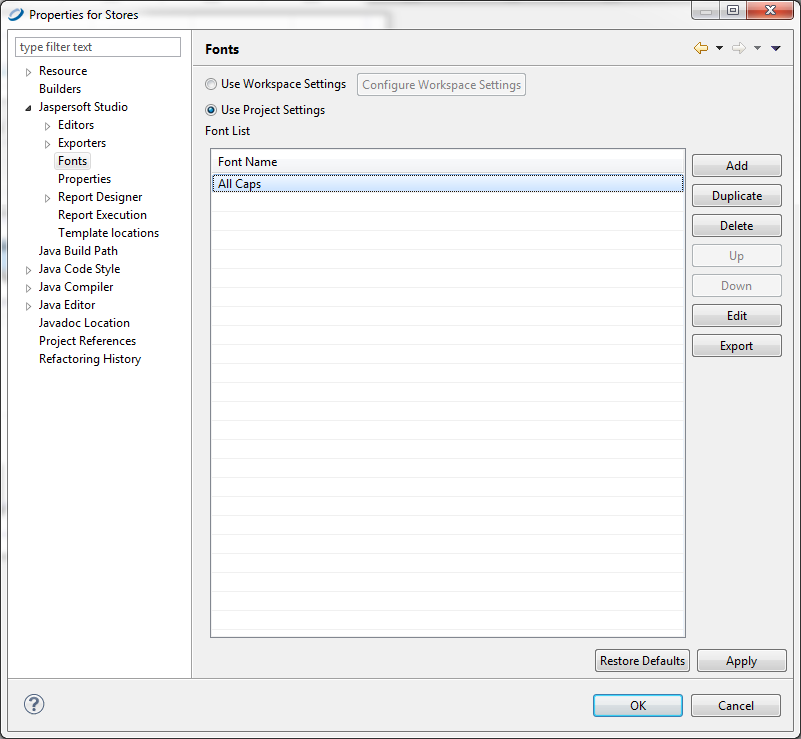 Properties for Stores
type filter text
Resource
Builders
Jaspersoft Studio
Editors
Exporters
Fonts
Properties
Report Designer
Report Execution
Template locations
Java Build Path
Java Code Style
Java Compiler
Java Editor
Javadoc Location
Project References
Refactoring History
Fonts
Use Workspace Settings
Configure Workspace Settings
Use Project Settings
Font List
Font Name
All Caps
Add
Duplicate
Delete
Up
Down
Edit
Export
Restore Defaults
Apply
?
OK
Cancel